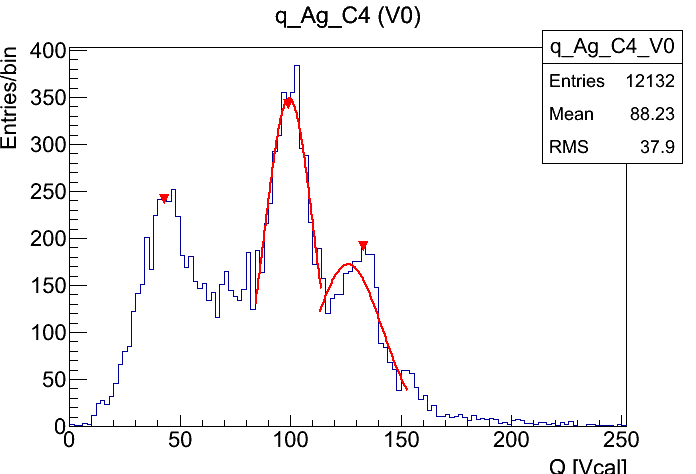 q_Ag_C4 (V0)
q_Ag_C4_V0
Entries 12132
Mean 88.23
RMS 37.9
Entries/bin
400
350
300
250
200
150
100
50
0
0 50 100 150 200 250
Q [Vcal]